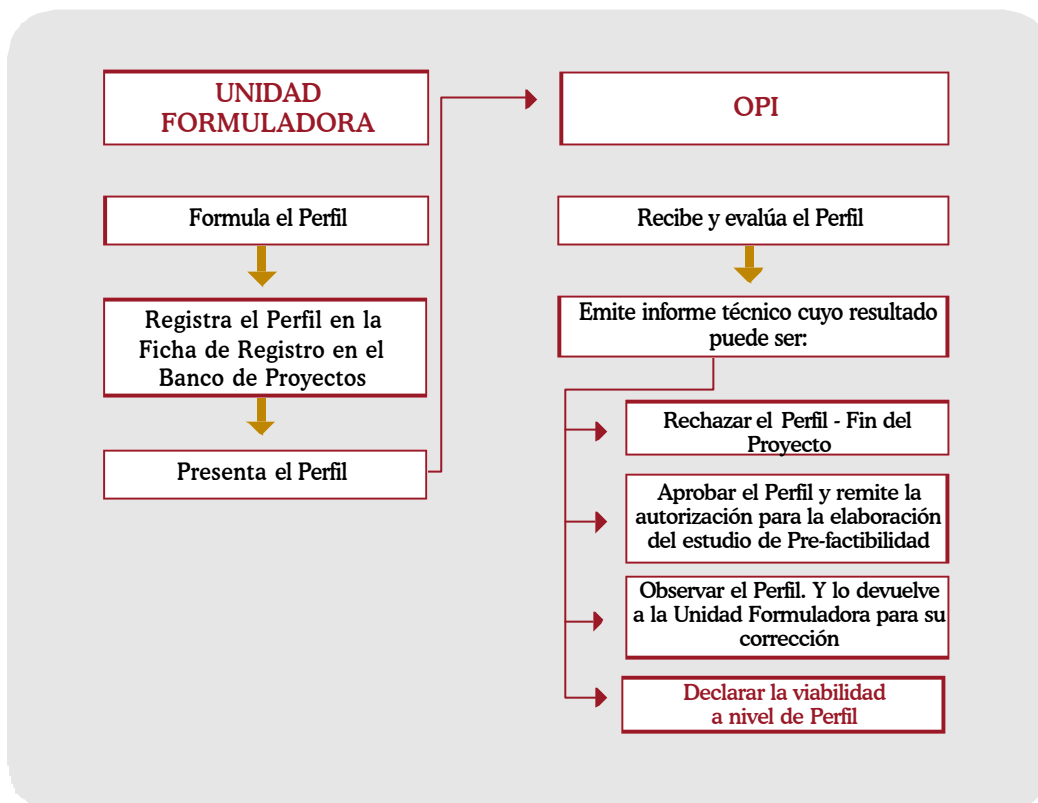 UNIDAD
FORMULADORA
Formula el Perfil
Registra el Perfil en la
Ficha de Registro en el
Banco de Proyectos
Presenta el Perfil
OPI
Recibe y evalúa el Perfil
Emite informe técnico cuyo resultado
puede ser:
Rechazar el Perfil - Fin del
Proyecto
Aprobar el Perfil y remite la
autorización para la elaboración
del estudio de Pre-factibilidad
Observar el Perfil. Y lo devuelve
a la Unidad Formuladora para su
corrección
Declarar la viabilidad
a nivel de Perfil